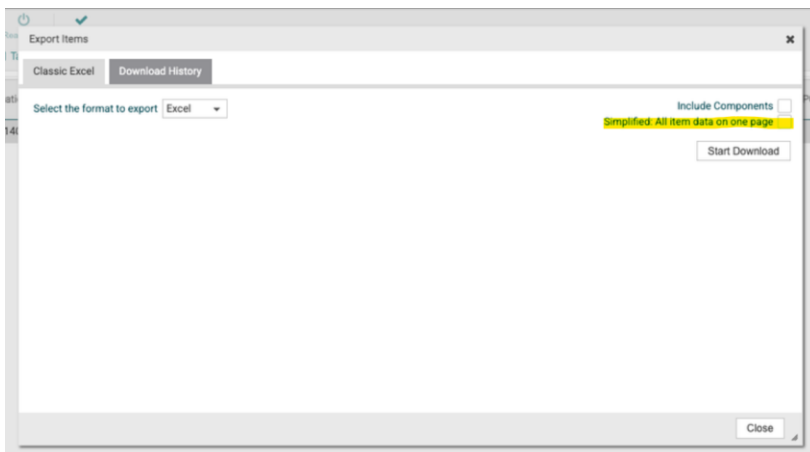 Export Items
Classic Excel Download History
Select the format to export Excel
Include Components
Simplified: All item data on one page
Start Download
Close